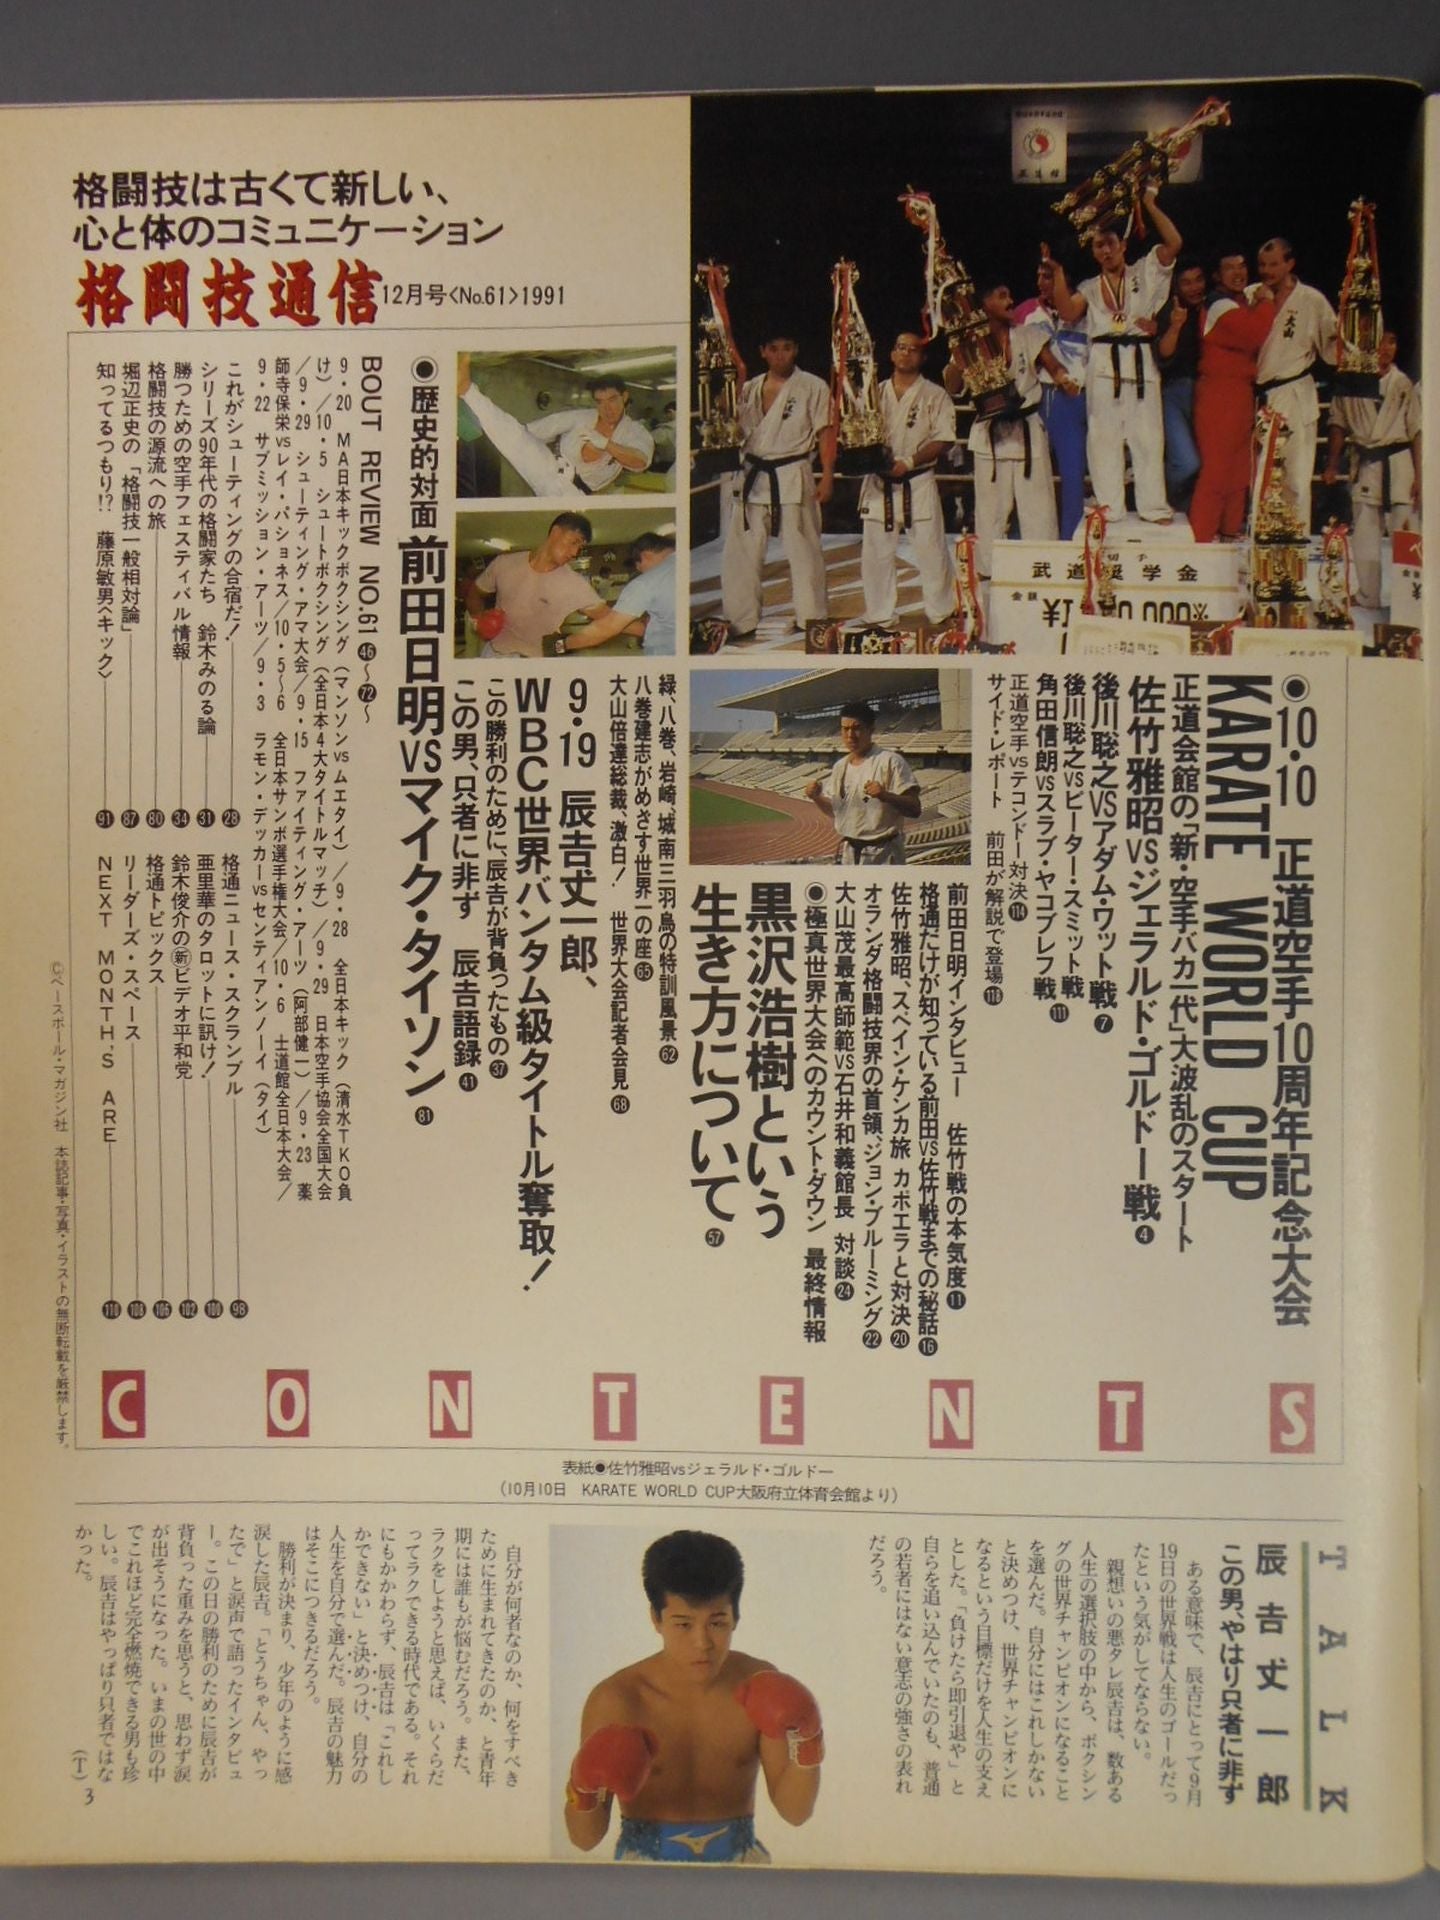 格闘技は古くて新しい、
心と体のコミュニケーション
格闘技通信12月号〈No.61〉1991
武道奨学金
金額
●10・10 正道空手10周年記念大会
KARATE WORLD CUP
正道会館の「新・空手バカ一代」大波乱のスタート
佐竹雅昭VSジェラルド・ゴルドー戦❹
後川聡之VSアダム・ワット戦❼
後川聡之VSピーター・スミット戦
角田信朗VSスラブ・ヤコブレフ戦⓫⓫
正道空手vsテコンドー対決114
サイド・レポート 前田が解説で登場118
前田日明インタビュー 佐竹戦の本気度⓫
格通だけが知っている前田VS佐竹戦までの秘話⓰
佐竹雅昭、スペイン・ケンカ旅 カポエラと対決⓴
オランダ格闘技界の首領、ジョン・ブルーミング㉒
大山茂最高師範VS石井和義館長 対談㉔
●極真世界大会へのカウント・ダウン 最終情報
黒沢浩樹という
生き方について57
緑、八巻、岩崎、城南三羽烏の特訓風景62
八巻建志がめざす世界一の座65
大山倍達総裁、激白! 世界大会記者会見68
9・19 辰吉丈一郎、
WBC世界バンタム級タイトル奪取!
この勝利のために、辰吉が背負ったもの37
この男、只者に非ず 辰吉語録41
●歴史的対面 前田日明VSマイク・タイソン81
BOUT REVIEW NO.61 46〜72〜
9・20 MA日本キックボクシング(マンソンvsムエタイ)/9・28 全日本キック(清水TKO負
け)/10・5 シュートボクシング(全日本4大タイトルマッチ)/9・29 日本空手協会全国大会
/9・29 シューティング・アマ大会/9・15 ファイティング・アーツ(阿部健一)/9・23 薬
師寺保栄vsレイ・パショネス/10・5〜6 全日本サンボ選手権大会/10・6 士道館全日本大会/
9・22 サブミッション・アーツ/9・3 ラモン・デッカーvsセンティアンノーイ(タイ)
これがシューティングの合宿だ!28
シリーズ90年代の格闘家たち 鈴木みのる論31
勝つための空手フェスティバル情報34
格闘技の源流への旅80
堀辺正史の「格闘技一般相対論」87
知ってるつもり!? 藤原敏男〈キック〉91
格通ニュース・スクランブル98
亜里華のタロットに訊け!100
鈴木俊介の新ビデオ平和党102
格通トピックス106
リーダーズ・スペース108
NEXT MONTH'S ARE110
©ベースボール・マガジン社 本誌記事・写真・イラストの無断転載を厳禁します。
CONTENTS
表紙●佐竹雅昭vsジェラルド・ゴルドー
(10月10日 KARATE WORLD CUP大阪府立体育会館より)
TALK
辰吉丈一郎
この男、やはり只者に非ず
ある意味で、辰吉にとって9月
19日の世界戦は人生のゴールだっ
たという気がしてならない。
親想いの悪タレ辰吉は、数ある
人生の選択肢の中から、ボクシン
グの世界チャンピオンになること
を選んだ。自分にはこれしかない
と決めつけ、世界チャンピオンに
なるという目標だけを人生の支え
とした。「負けたら即引退や」と
自らを追い込んでいたのも、普通
の若者にはない意志の強さの表れ
だろう。
自分が何者なのか、何をすべき
ために生まれてきたのか、と青年
期には誰もが悩むだろう。また、
ラクをしようと思えば、いくらだ
ってラクできる時代である。それ
にもかかわらず、辰吉は「これし
かできない」と決めつけ、自分の
人生を自分で選んだ。辰吉の魅力
はそこにつきるだろう。
勝利が決まり、少年のように感
涙した辰吉。「とうちゃん、やっ
たで」と涙声で語ったインタビュ
ー。この日の勝利のために辰吉が
背負った重みを思うと、思わず涙
が出そうになった。いまの世の中
でこれほど完全燃焼できる男も珍
しい。辰吉はやっぱり只者ではな
かった。
(T)
3